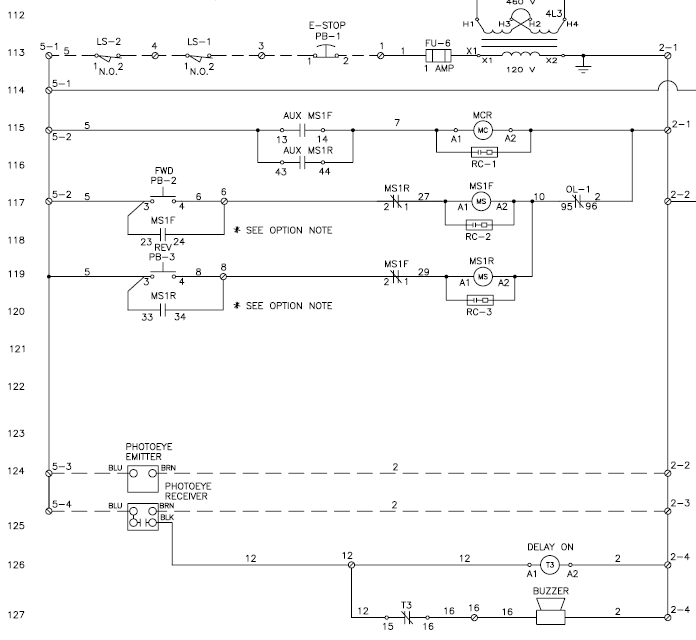 112
460 V
4L3
H1 H3 H2 H4
E-STOP
PB-1
LS-2
LS-1
FU-6
113
5-1 5 4 3 1 1 X1 2-1
1 N.O. 2
1 N.O. 2
1 2
1 AMP
X1 X2
120 V
114
5-1
AUX MS1F
MCR
115
5-2
5
13 14
7
A1 MC A2
2-1
AUX MS1R
43 44
RC-1
116
FWD
PB-2
117
5-2 5 3 4 6 6
MS1R
2 1
27
MS1F
A1 MS A2
10
OL-1
95 96
2
2-2
MS1F
23 24
* SEE OPTION NOTE
RC-2
118
REV
PB-3
119
5 3 4 8 8
MS1F
2 1
29
MS1R
A1 MS A2
MS1R
33 34
* SEE OPTION NOTE
RC-3
120
121
122
123
PHOTOEYE
EMITTER
124
5-3 BLU BRN 2 2-2
PHOTOEYE
RECEIVER
5-4 BLU BRN 2 2-3
BLK
125
DELAY ON
126
12 12 12
A1 T3 A2
2 2-4
BUZZER
127
12
T3
15 16
16 16 16 2 2-4